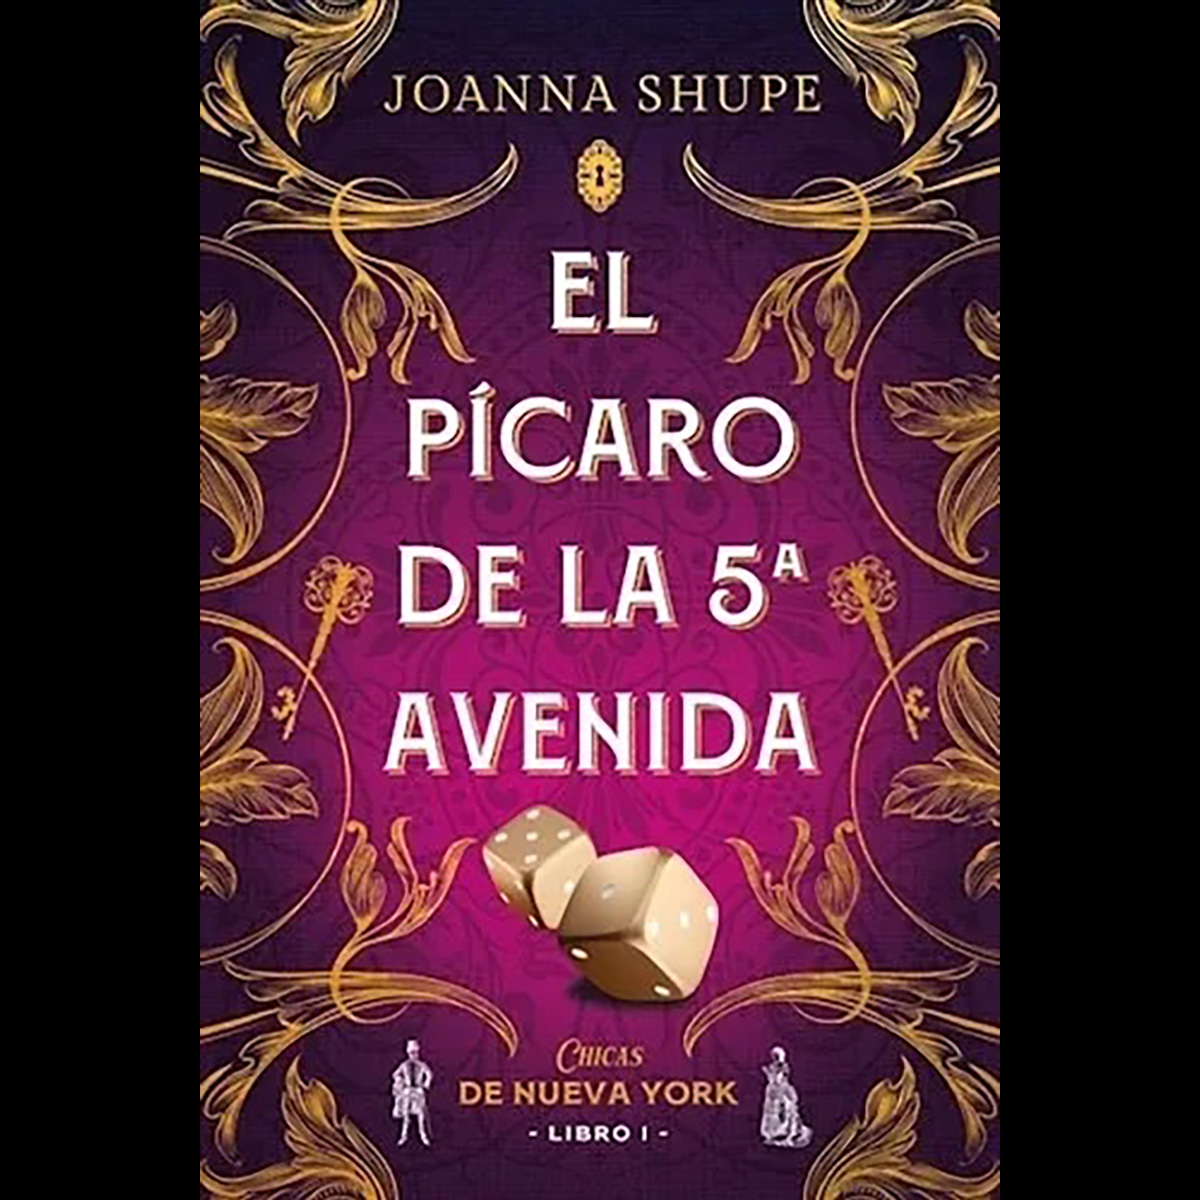 JOANNA SHUPE
EL
PÍCARO
DE LA 5ª
AVENIDA
CHICAS
DE NUEVA YORK
- LIBRO I -